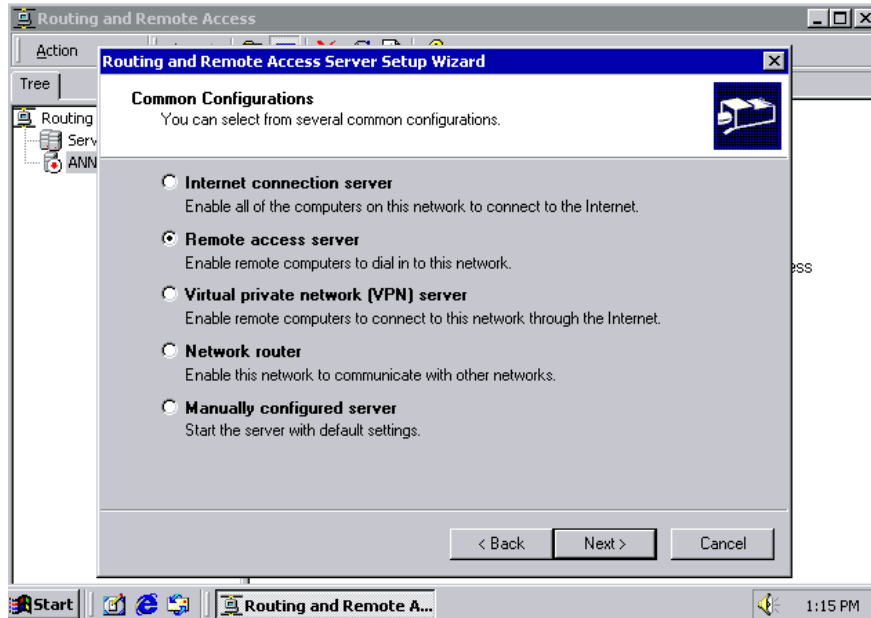 Routing and Remote Access
Action
Tree
Routing
Serv
ANN
ess
Routing and Remote Access Server Setup Wizard
Common Configurations
You can select from several common configurations.
Internet connection server
Enable all of the computers on this network to connect to the Internet.
Remote access server
Enable remote computers to dial in to this network.
Virtual private network (VPN) server
Enable remote computers to connect to this network through the Internet.
Network router
Enable this network to communicate with other networks.
Manually configured server
Start the server with default settings.
< Back Next > Cancel
Start Routing and Remote A... 1:15 PM